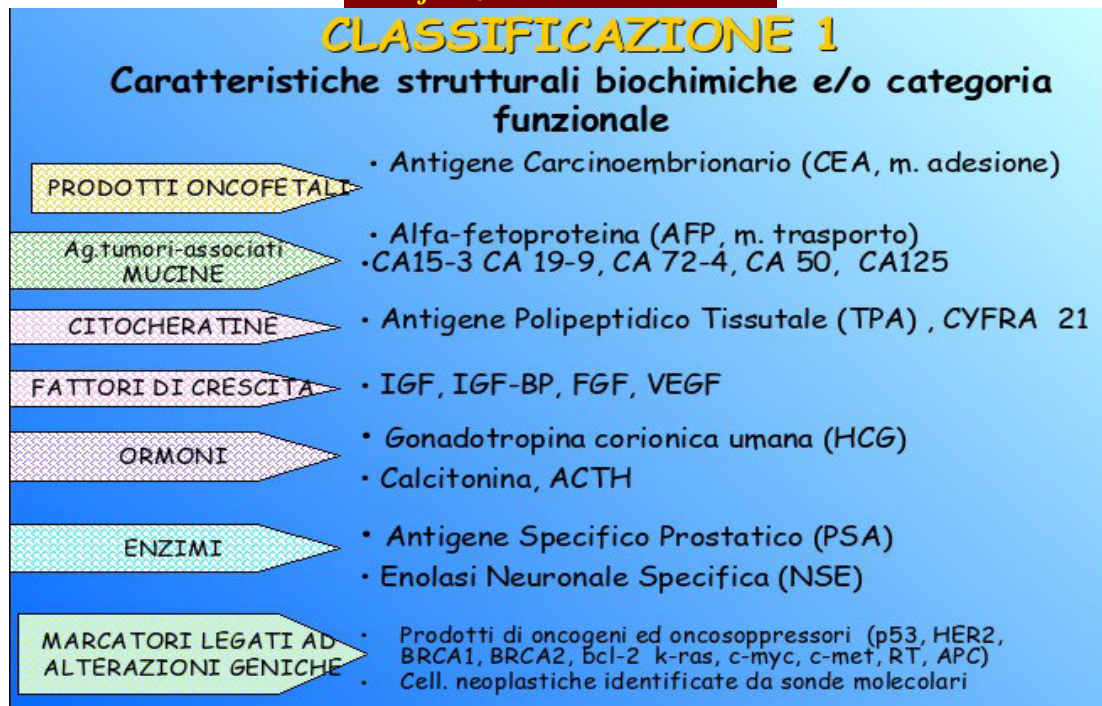 CLASSIFICAZIONE 1
Caratteristiche strutturali biochimiche e/o categoria
funzionale
PRODOTTI ONCOFETALI
• Antigene Carcinoembrionario (CEA, m. adesione)
• Alfa-fetoproteina (AFP, m. trasporto)
Ag.tumori-associati
MUCINE
•CA15-3 CA 19-9, CA 72-4, CA 50, CA125
CITOCHERATINE
• Antigene Polipeptidico Tissutale (TPA) , CYFRA 21
FATTORI DI CRESCITA
• IGF, IGF-BP, FGF, VEGF
ORMONI
• Gonadotropina corionica umana (HCG)
• Calcitonina, ACTH
ENZIMI
• Antigene Specifico Prostatico (PSA)
• Enolasi Neuronale Specifica (NSE)
MARCATORI LEGATI AD
ALTERAZIONI GENICHE
• Prodotti di oncogeni ed oncosoppressori (p53, HER2,
BRCA1, BRCA2, bcl-2 k-ras, c-myc, c-met, RT, APC)
• Cell. neoplastiche identificate da sonde molecolari